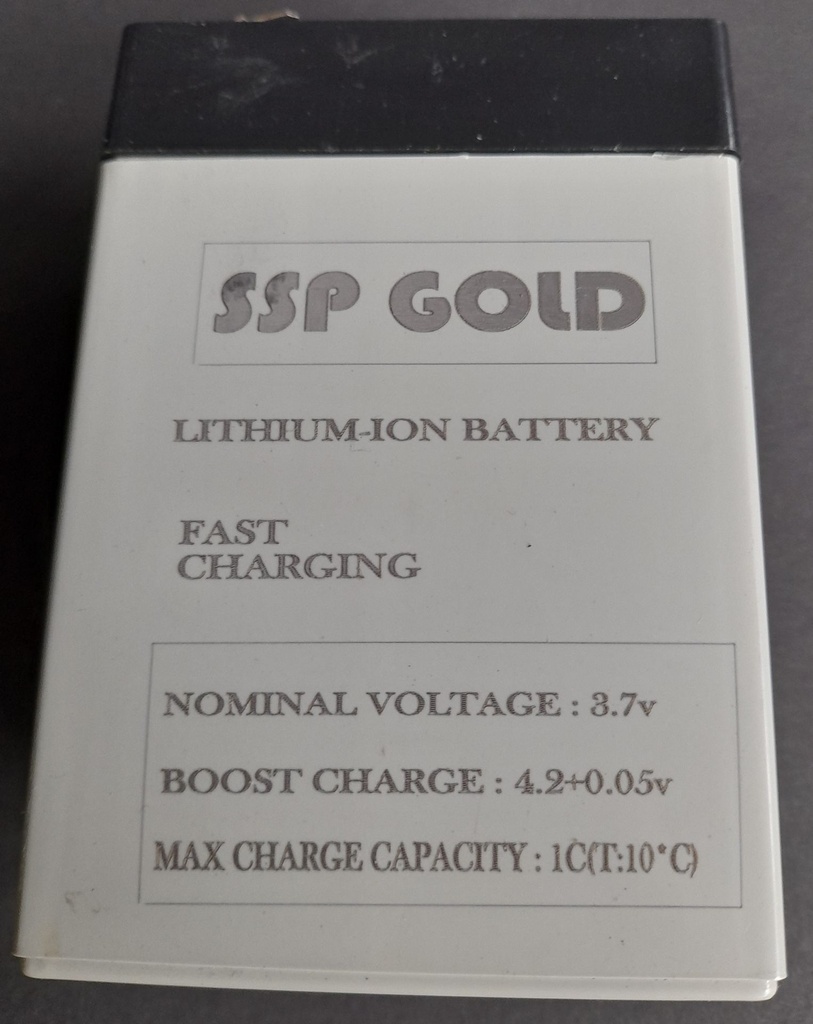 SSP GOLD
LITHIUM-ION BATTERY
FAST
CHARGING
NOMINAL VOLTAGE : 3.7v
BOOST CHARGE : 4.2+0.05v
MAX CHARGE CAPACITY : 1C(T:10°C)